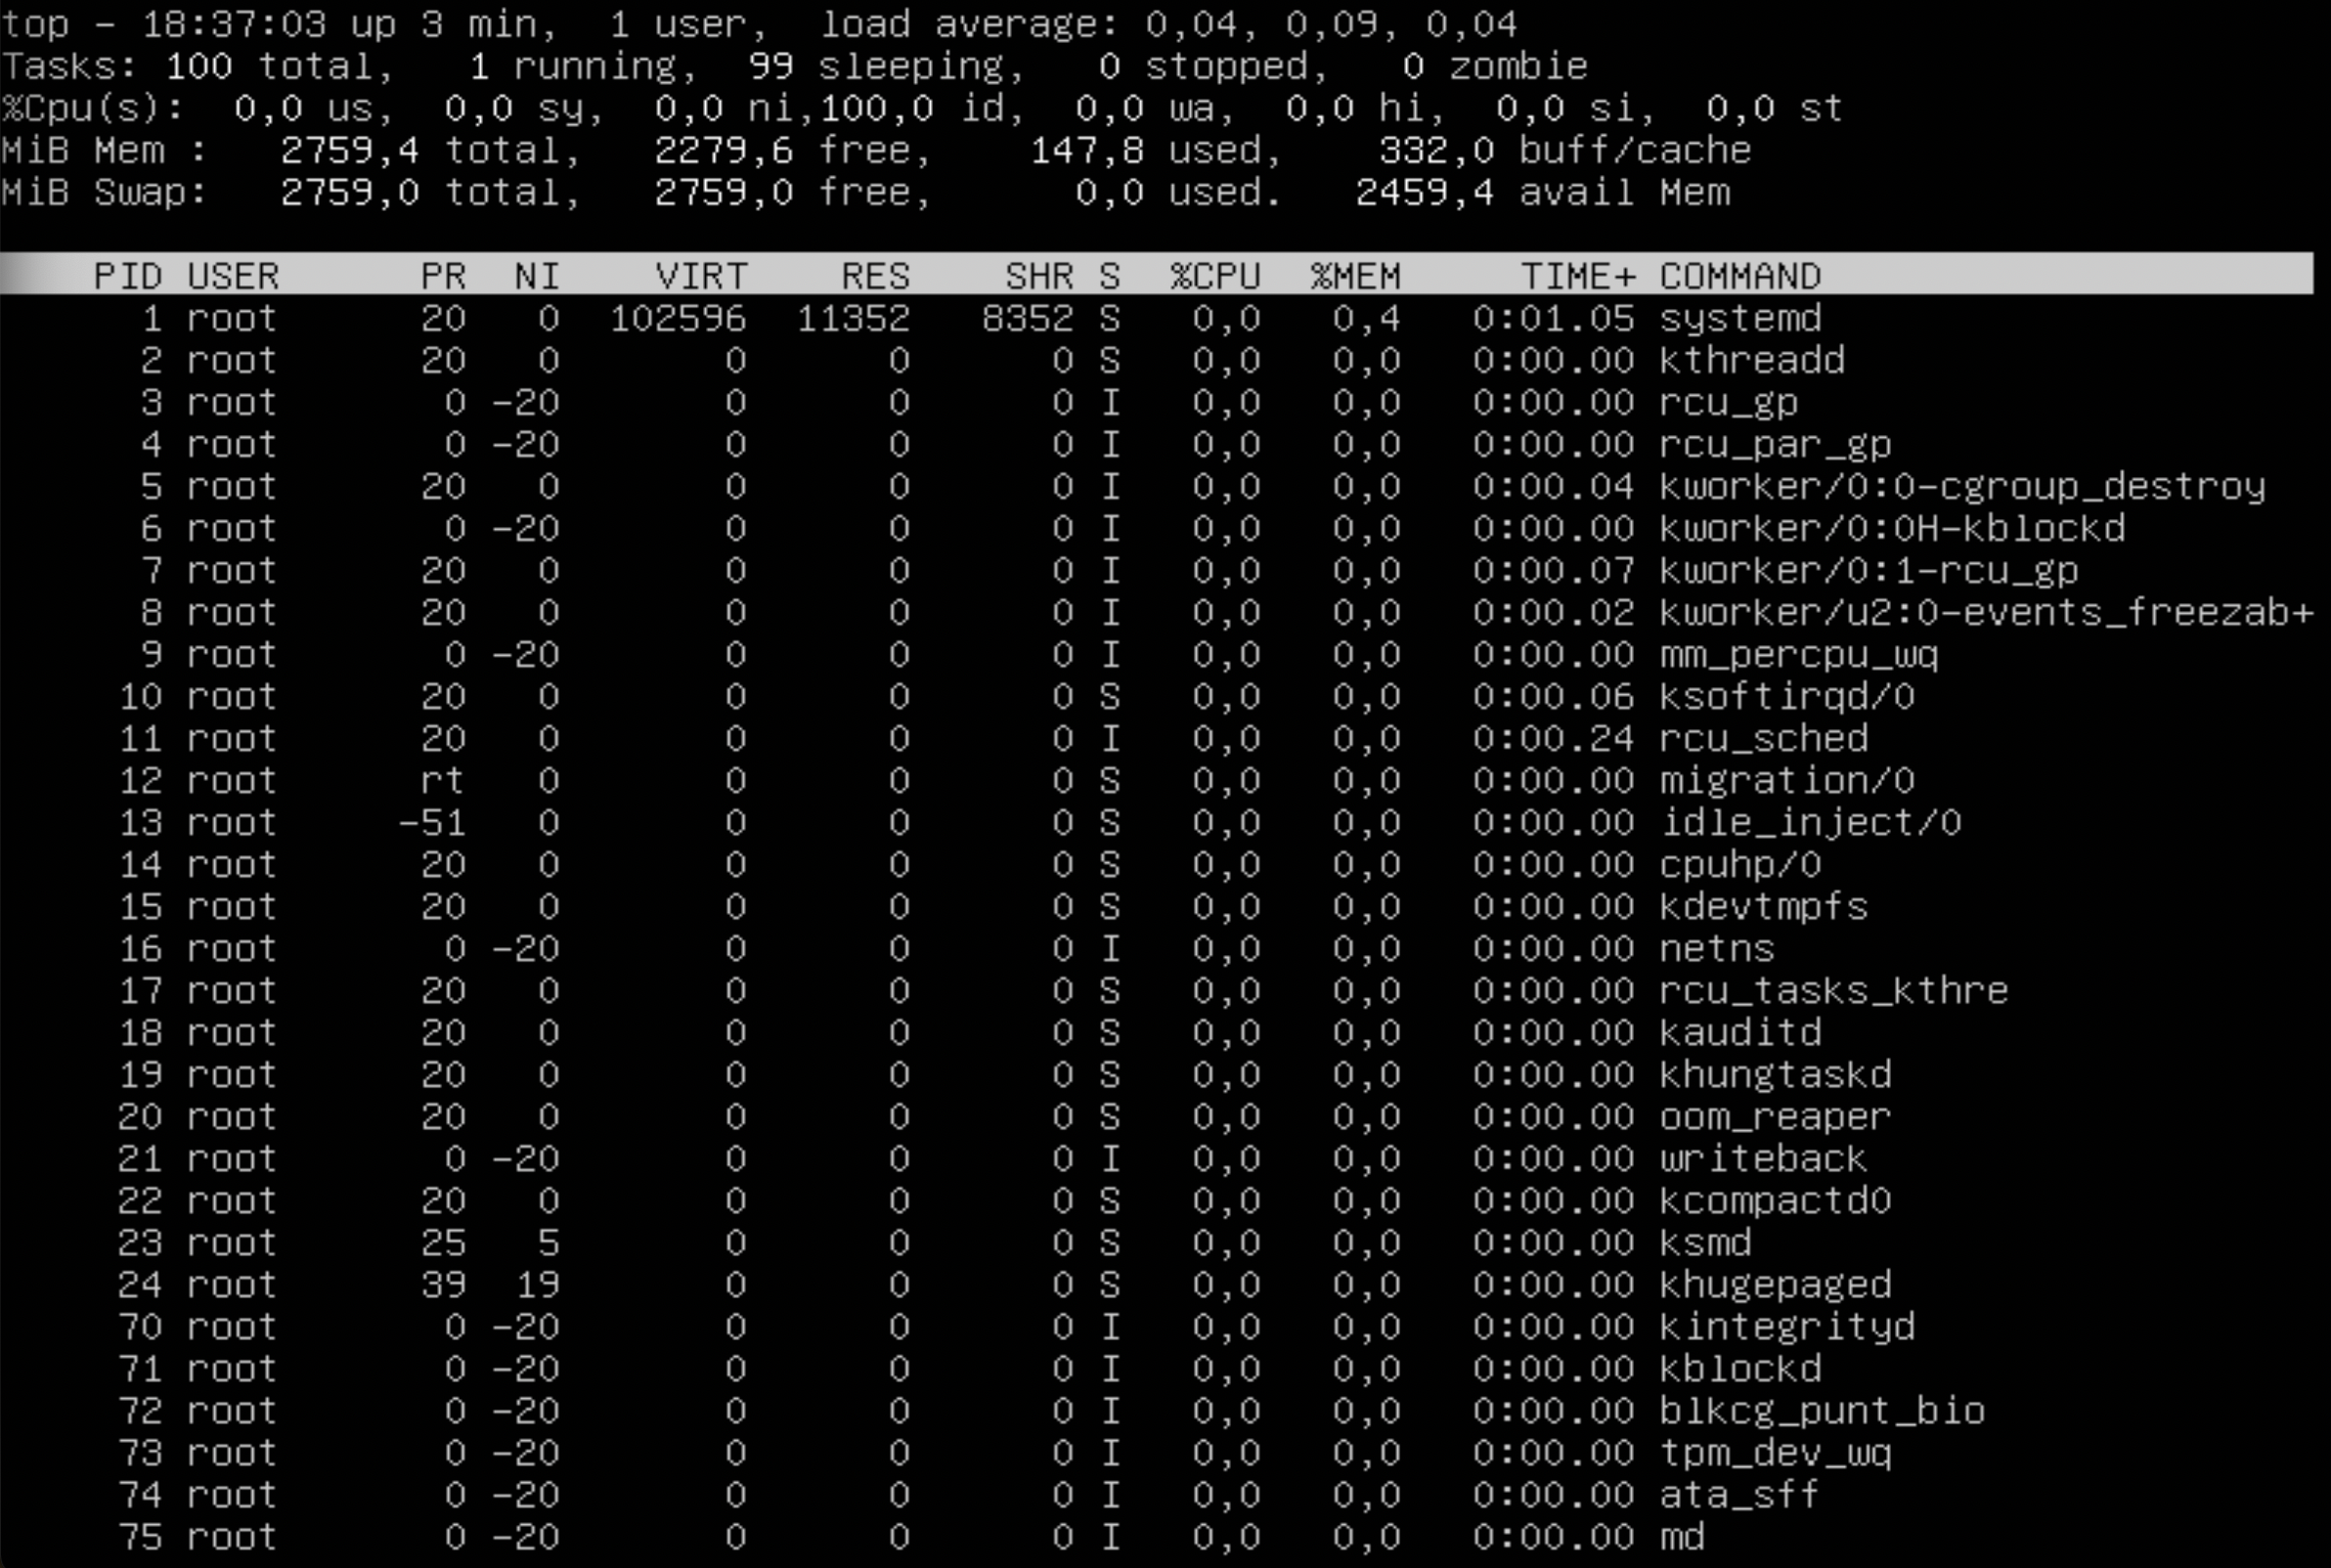 top - 18:37:03 up 3 min,  1 user,  load average: 0,04, 0,09, 0,04
Tasks: 100 total,   1 running,  99 sleeping,   0 stopped,   0 zombie
%Cpu(s):  0,0 us,  0,0 sy,  0,0 ni,100,0 id,  0,0 wa,  0,0 hi,  0,0 si,  0,0 st
MiB Mem :   2759,4 total,   2279,6 free,    147,8 used,    332,0 buff/cache
MiB Swap:   2759,0 total,   2759,0 free,      0,0 used.   2459,4 avail Mem
PID USER      PR  NI    VIRT    RES    SHR S  %CPU  %MEM     TIME+ COMMAND
1 root      20   0  102596  11352   8352 S   0,0   0,4   0:01.05 systemd
2 root      20   0       0      0      0 S   0,0   0,0   0:00.00 kthreadd
3 root       0 -20       0      0      0 I   0,0   0,0   0:00.00 rcu_gp
4 root       0 -20       0      0      0 I   0,0   0,0   0:00.00 rcu_par_gp
5 root      20   0       0      0      0 I   0,0   0,0   0:00.04 kworker/0:0-cgroup_destroy
6 root       0 -20       0      0      0 I   0,0   0,0   0:00.00 kworker/0:0H-kblockd
7 root      20   0       0      0      0 I   0,0   0,0   0:00.07 kworker/0:1-rcu_gp
8 root      20   0       0      0      0 I   0,0   0,0   0:00.02 kworker/u2:0-events_freezab+
9 root       0 -20       0      0      0 I   0,0   0,0   0:00.00 mm_percpu_wq
10 root      20   0       0      0      0 S   0,0   0,0   0:00.06 ksoftirqd/0
11 root      20   0       0      0      0 I   0,0   0,0   0:00.24 rcu_sched
12 root      rt   0       0      0      0 S   0,0   0,0   0:00.00 migration/0
13 root     -51   0       0      0      0 S   0,0   0,0   0:00.00 idle_inject/0
14 root      20   0       0      0      0 S   0,0   0,0   0:00.00 cpuhp/0
15 root      20   0       0      0      0 S   0,0   0,0   0:00.00 kdevtmpfs
16 root       0 -20       0      0      0 I   0,0   0,0   0:00.00 netns
17 root      20   0       0      0      0 S   0,0   0,0   0:00.00 rcu_tasks_kthre
18 root      20   0       0      0      0 S   0,0   0,0   0:00.00 kauditd
19 root      20   0       0      0      0 S   0,0   0,0   0:00.00 khungtaskd
20 root      20   0       0      0      0 S   0,0   0,0   0:00.00 oom_reaper
21 root       0 -20       0      0      0 I   0,0   0,0   0:00.00 writeback
22 root      20   0       0      0      0 S   0,0   0,0   0:00.00 kcompactd0
23 root      25   5       0      0      0 S   0,0   0,0   0:00.00 ksmd
24 root      39  19       0      0      0 S   0,0   0,0   0:00.00 khugepaged
70 root       0 -20       0      0      0 I   0,0   0,0   0:00.00 kintegrityd
71 root       0 -20       0      0      0 I   0,0   0,0   0:00.00 kblockd
72 root       0 -20       0      0      0 I   0,0   0,0   0:00.00 blkcg_punt_bio
73 root       0 -20       0      0      0 I   0,0   0,0   0:00.00 tpm_dev_wq
74 root       0 -20       0      0      0 I   0,0   0,0   0:00.00 ata_sff
75 root       0 -20       0      0      0 I   0,0   0,0   0:00.00 md